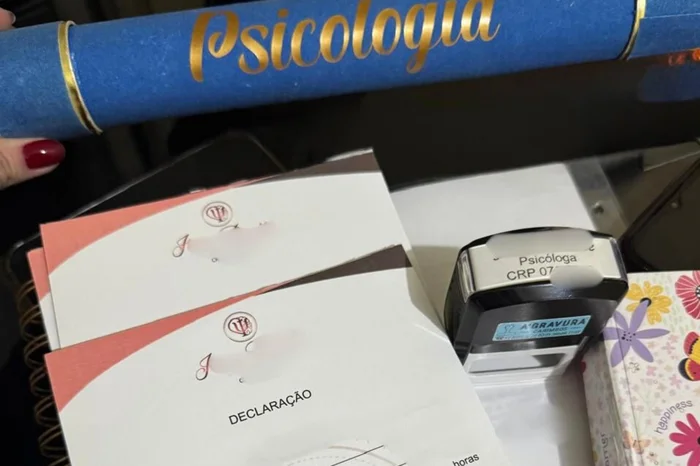 Psicologia
Psicóloga
CRP 07
AGRAVURA
DECLARAÇÃO
horas
Happiness